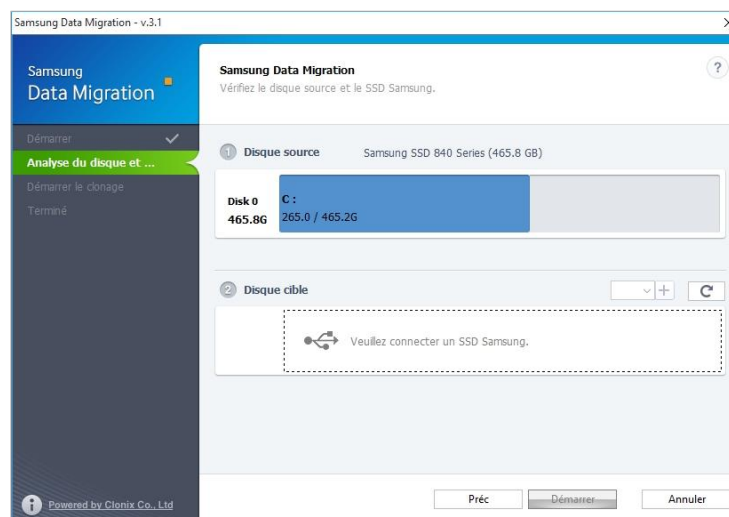 Samsung Data Migration - v.3.1
Samsung
Data Migration
Samsung Data Migration
Vérifiez le disque source et le SSD Samsung.
?
Démarrer
Analyse du disque et ...
Démarrer le clonage
Terminé
1 Disque source Samsung SSD 840 Series (465.8 GB)
Disk 0
465.8G
C :
265.0 / 465.2G
2 Disque cible
Veuillez connecter un SSD Samsung.
Powered by Clonix Co., Ltd
Préc Démarrer Annuler